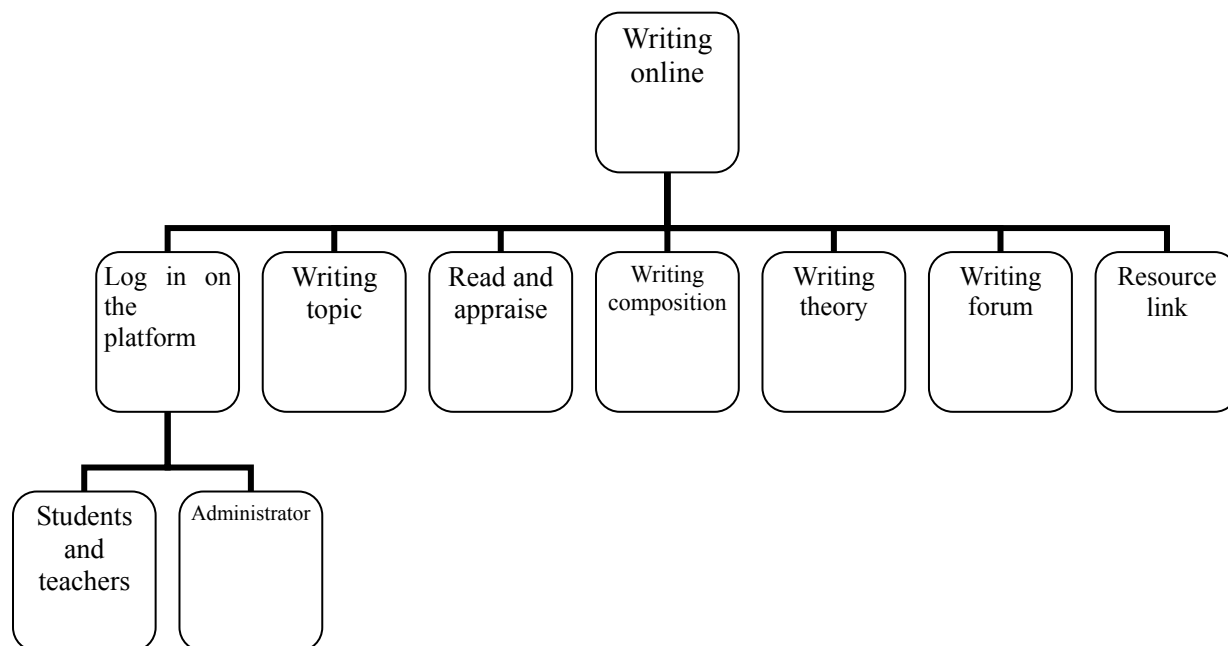 Writing
online
Log in on
the
platform
Writing
topic
Read and
appraise
Writing
composition
Writing
theory
Writing
forum
Resource
link
Students
and
teachers
Administrator